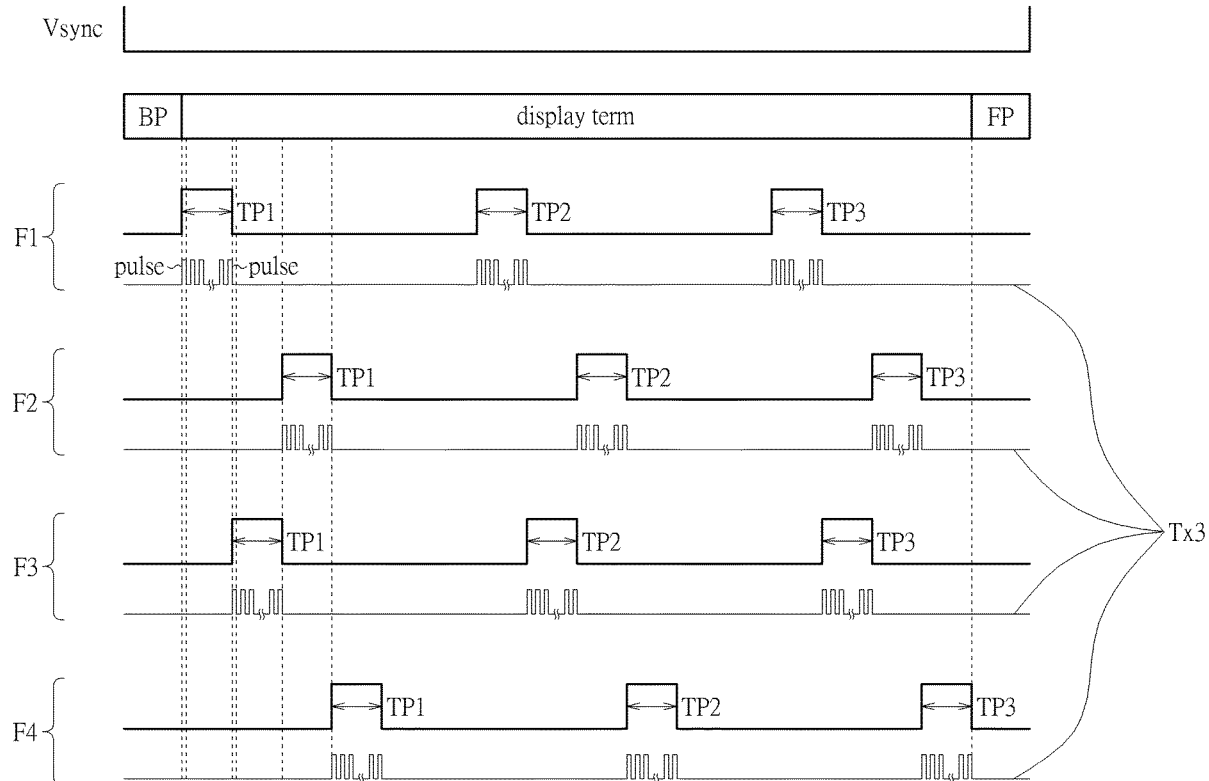 Vsync
BP display term FP
F1 TP1 TP2 TP3
pulse pulse
F2 TP1 TP2 TP3
F3 TP1 TP2 TP3
Tx3
F4 TP1 TP2 TP3